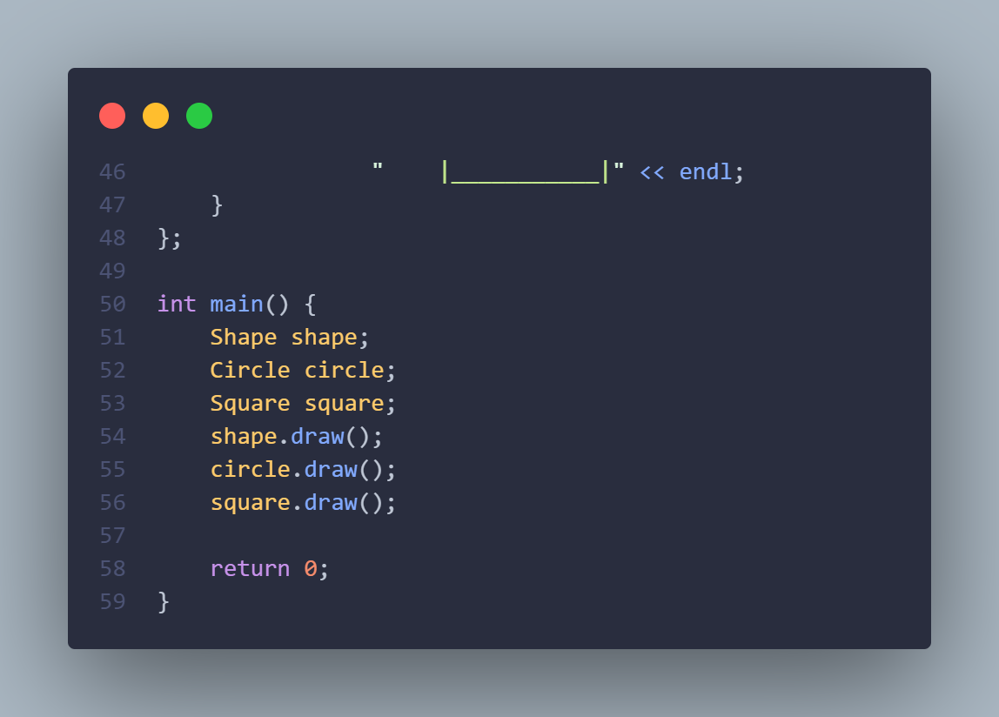 46                "    |___________|" << endl;
47      }
48  };
49
50  int main() {
51      Shape shape;
52      Circle circle;
53      Square square;
54      shape.draw();
55      circle.draw();
56      square.draw();
57
58      return 0;
59  }